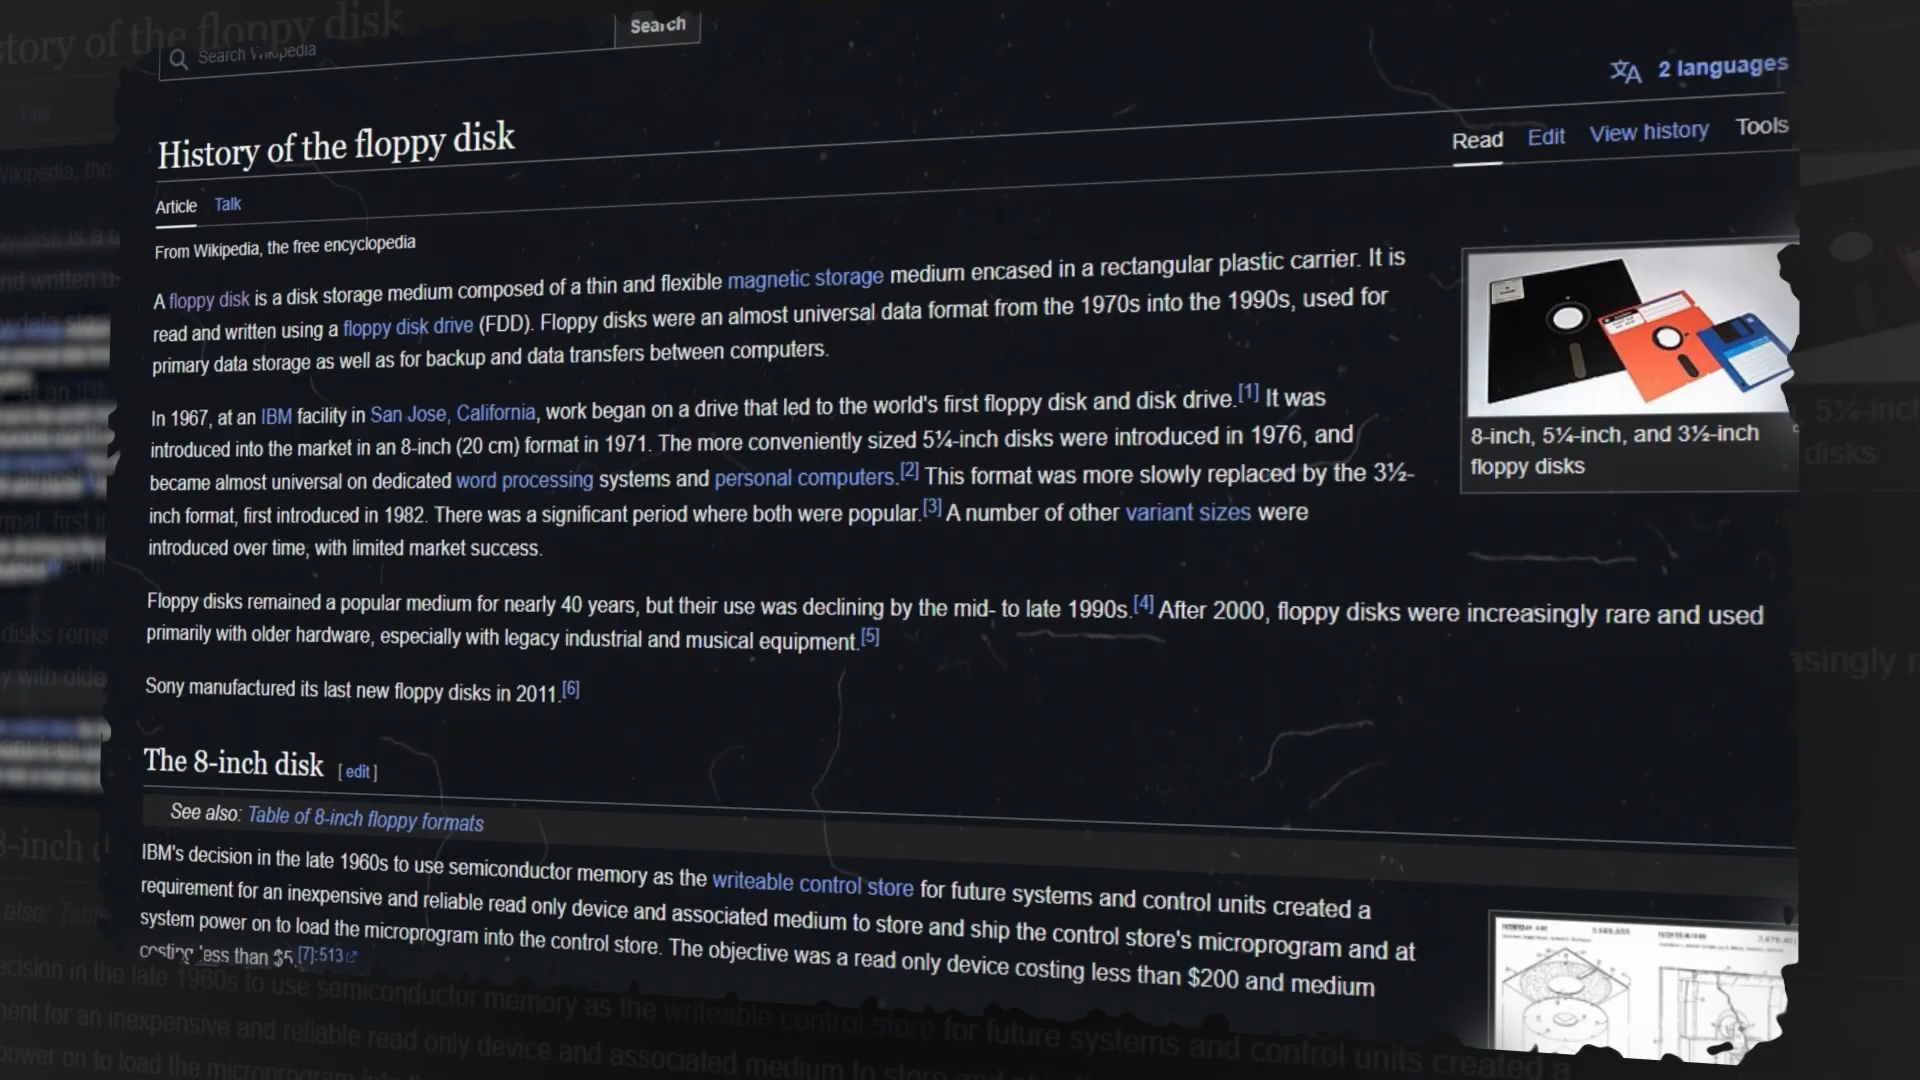 Search Wikipedia
Search
2 languages
History of the floppy disk
Read Edit View history Tools
Article Talk
From Wikipedia, the free encyclopedia
A floppy disk is a disk storage medium composed of a thin and flexible magnetic storage medium encased in a rectangular plastic carrier. It is
read and written using a floppy disk drive (FDD). Floppy disks were an almost universal data format from the 1970s into the 1990s, used for
primary data storage as well as for backup and data transfers between computers.
In 1967, at an IBM facility in San Jose, California, work began on a drive that led to the world's first floppy disk and disk drive.[1] It was
introduced into the market in an 8-inch (20 cm) format in 1971. The more conveniently sized 5¼-inch disks were introduced in 1976, and
became almost universal on dedicated word processing systems and personal computers.[2] This format was more slowly replaced by the 3½-
inch format, first introduced in 1982. There was a significant period where both were popular.[3] A number of other variant sizes were
introduced over time, with limited market success.
8-inch, 5¼-inch, and 3½-inch
floppy disks
Floppy disks remained a popular medium for nearly 40 years, but their use was declining by the mid- to late 1990s.[4] After 2000, floppy disks were increasingly rare and used
primarily with older hardware, especially with legacy industrial and musical equipment.[5]
Sony manufactured its last new floppy disks in 2011.[6]
The 8-inch disk [ edit ]
See also: Table of 8-inch floppy formats
IBM's decision in the late 1960s to use semiconductor memory as the writeable control store for future systems and control units created a
requirement for an inexpensive and reliable read only device and associated medium to store and ship the control store's microprogram and at
system power on to load the microprogram into the control store. The objective was a read only device costing less than $200 and medium
costing less than $5.[7]:513